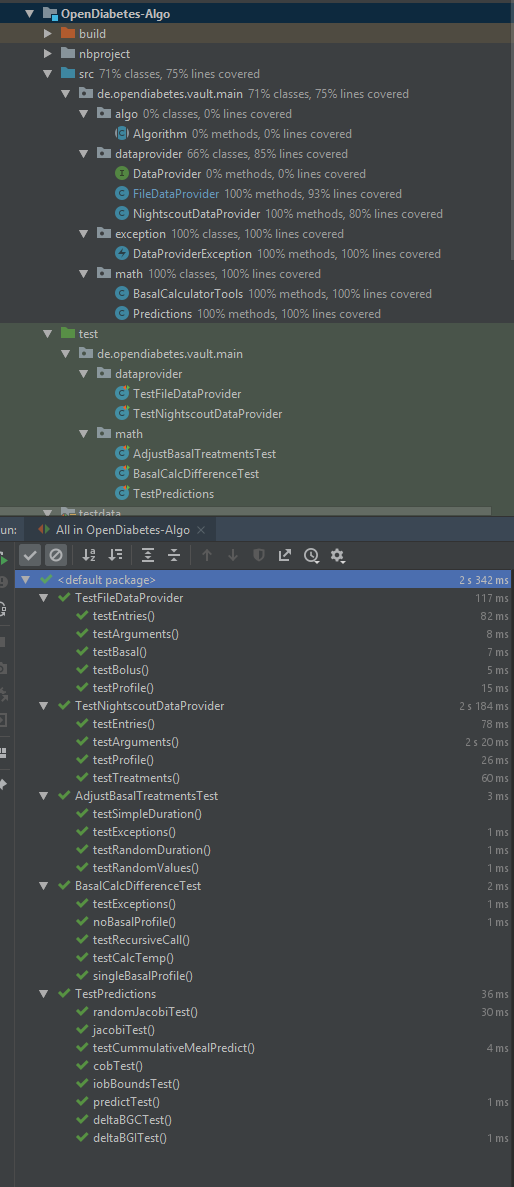 OpenDiabetes-Algo
build
nbproject
src 71% classes, 75% lines covered
de.opendiabetes.vault.main 71% classes, 75% lines covered
algo 0% classes, 0% lines covered
Algorithm 0% methods, 0% lines covered
dataprovider 66% classes, 85% lines covered
DataProvider 0% methods, 0% lines covered
FileDataProvider 100% methods, 93% lines covered
NightscoutDataProvider 100% methods, 80% lines covered
exception 100% classes, 100% lines covered
DataProviderException 100% methods, 100% lines covered
math 100% classes, 100% lines covered
BasalCalculatorTools 100% methods, 100% lines covered
Predictions 100% methods, 100% lines covered
test
de.opendiabetes.vault.main
dataprovider
TestFileDataProvider
TestNightscoutDataProvider
math
AdjustBasalTreatmentsTest
BasalCalcDifferenceTest
TestPredictions
testdata
un: All in OpenDiabetes-Algo
<default package> 2 s 342 ms
TestFileDataProvider 117 ms
testEntries() 82 ms
testArguments() 8 ms
testBasal() 7 ms
testBolus() 5 ms
testProfile() 15 ms
TestNightscoutDataProvider 2 s 184 ms
testEntries() 78 ms
testArguments() 2 s 20 ms
testProfile() 26 ms
testTreatments() 60 ms
AdjustBasalTreatmentsTest 3 ms
testSimpleDuration()
testExceptions() 1 ms
testRandomDuration() 1 ms
testRandomValues() 1 ms
BasalCalcDifferenceTest 2 ms
testExceptions() 1 ms
noBasalProfile() 1 ms
testRecursiveCall()
testCalcTemp()
singleBasalProfile()
TestPredictions 36 ms
randomJacobiTest() 30 ms
jacobiTest()
testCummulativeMealPredict() 4 ms
cobTest()
iobBoundsTest()
predictTest() 1 ms
deltaBGCTest()
deltaBGITest() 1 ms